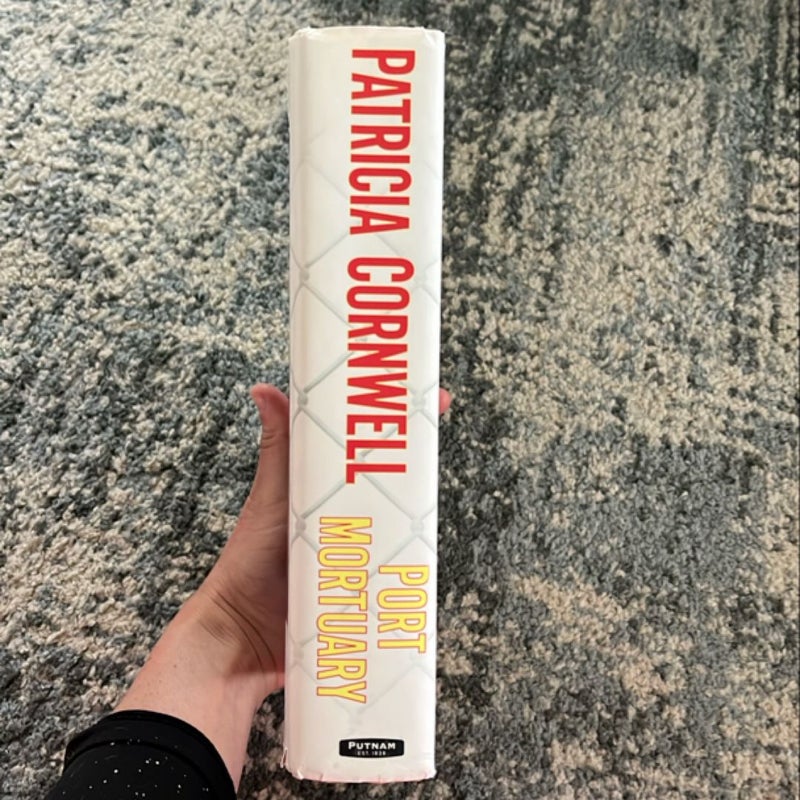 PATRICIA CORNWELL
PORT
MORTUARY
PUTNAM
EST. 1838